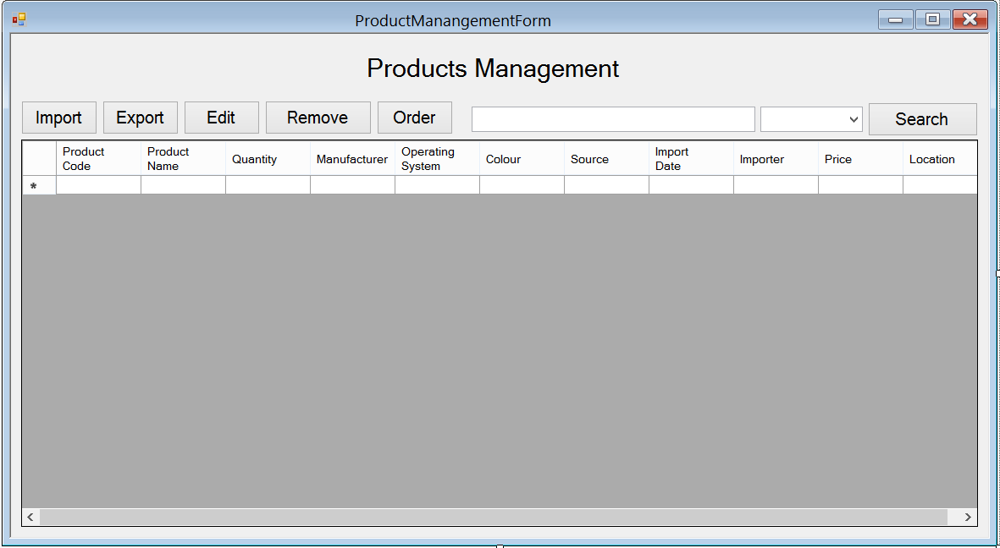 ProductManangementForm
Products Management
Import Export Edit Remove Order Search
Product Code Product Name Quantity Manufacturer Operating System Colour Source Import Date Importer Price Location
*